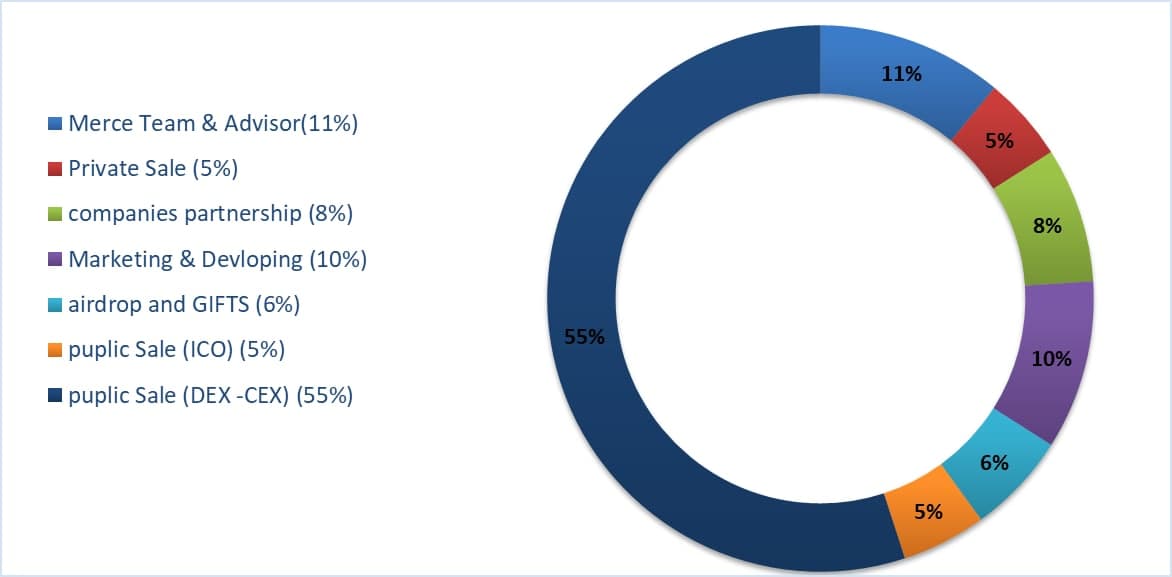 Merce Team & Advisor(11%)
Private Sale (5%)
companies partnership (8%)
Marketing & Devloping (10%)
airdrop and GIFTS (6%)
puplic Sale (ICO) (5%)
puplic Sale (DEX -CEX) (55%)
11%
5%
8%
10%
6%
5%
55%